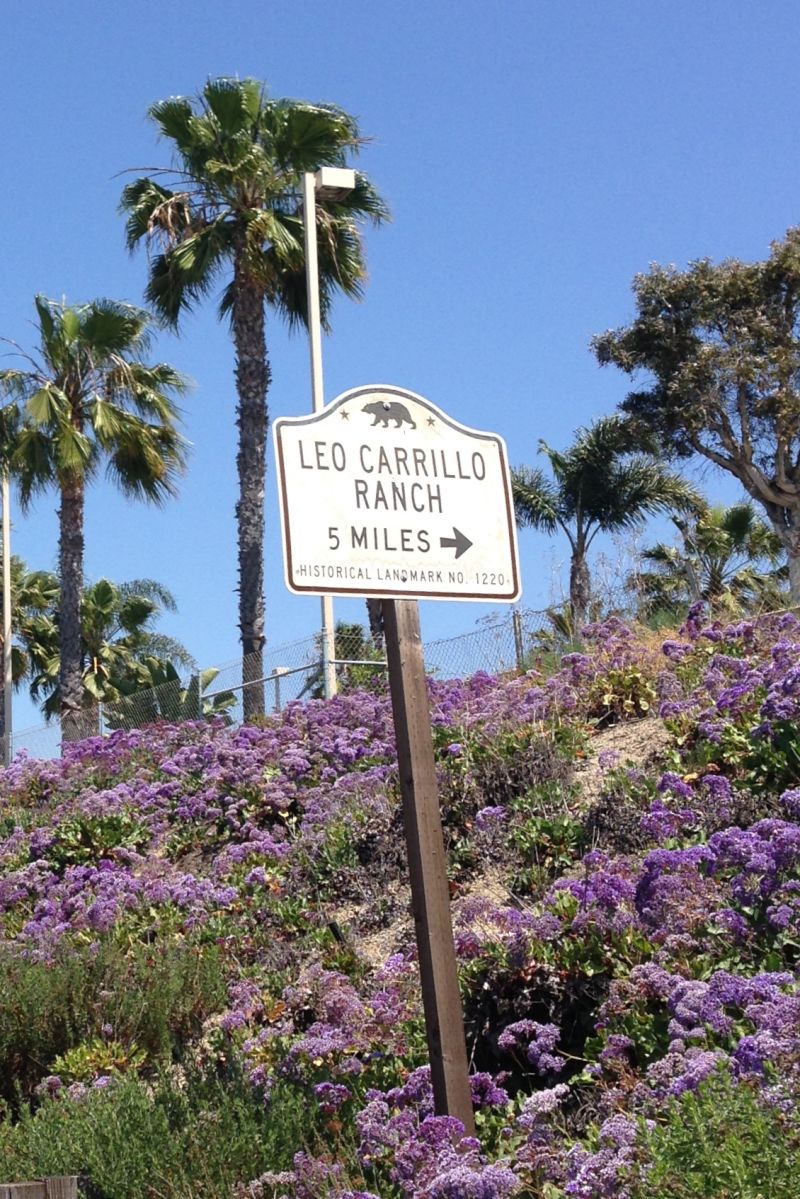 LEO CARRILLO
RANCH
5 MILES →
HISTORICAL LANDMARK NO. 1220